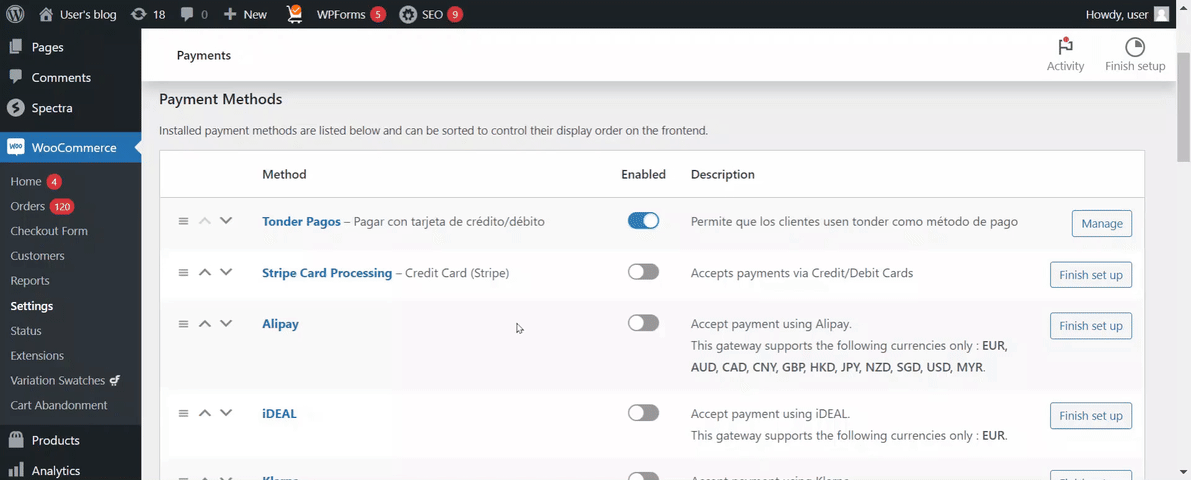 User's blog 18 0 New WPForms 5 SEO 9 Howdy, user
Pages
Comments
Spectra
WooCommerce
Home 4
Orders 120
Checkout Form
Customers
Reports
Settings
Status
Extensions
Variation Swatches
Cart Abandonment
Products
Analytics
Payments
Activity
Finish setup
Payment Methods
Installed payment methods are listed below and can be sorted to control their display order on the frontend.
Method Enabled Description
Tonder Pagos – Pagar con tarjeta de crédito/débito Permite que los clientes usen tonder como método de pago Manage
Stripe Card Processing – Credit Card (Stripe) Accepts payments via Credit/Debit Cards Finish set up
Alipay Accept payment using Alipay. Finish set up
This gateway supports the following currencies only : EUR,
AUD, CAD, CNY, GBP, HKD, JPY, NZD, SGD, USD, MYR.
iDEAL Accept payment using iDEAL. Finish set up
This gateway supports the following currencies only : EUR.
Klarna Accept payment using Klarna.